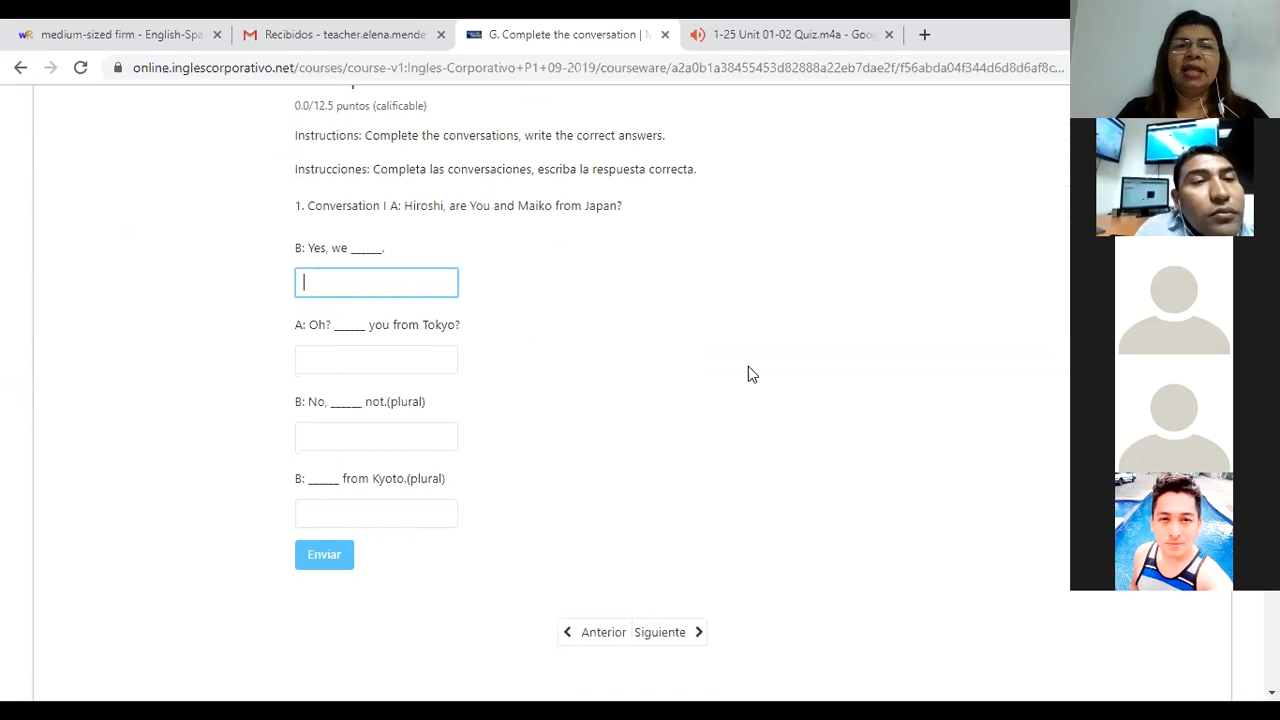 medium-sized firm - English-Spa
Recibidos - teacher.elena.mende
G. Complete the conversation | M
1-25 Unit 01-02 Quiz.m4a - Goo
online.inglescorporativo.net/courses/course-v1:Ingles-Corporativo+P1+09-2019/courseware/a2a0b1a38455453d82888a22eb7dae2f/f56abda04f344d6d8d6af8c...
0.0/12.5 puntos (calificable)
Instructions: Complete the conversations, write the correct answers.
Instrucciones: Completa las conversaciones, escriba la respuesta correcta.
1. Conversation I A: Hiroshi, are You and Maiko from Japan?
B: Yes, we ______.
A: Oh? ______ you from Tokyo?
B: No, ______ not.(plural)
B: ______ from Kyoto.(plural)
Enviar
Anterior Siguiente